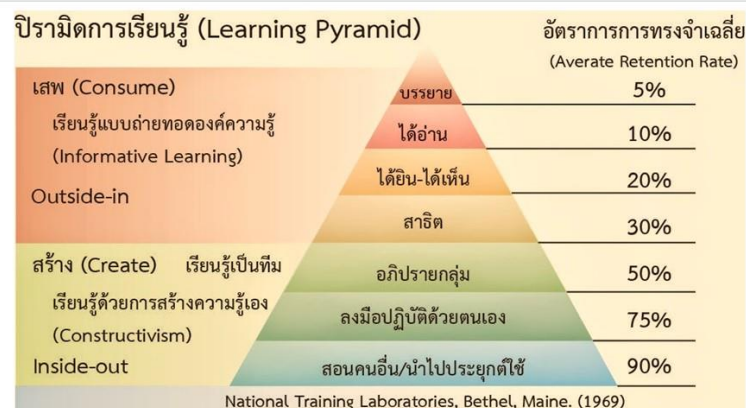 ปิรามิดการเรียนรู้ (Learning Pyramid)
อัตราการการทรงจำเฉลี่ย
(Averate Retention Rate)
เสพ (Consume)
เรียนรู้แบบถ่ายทอดองค์ความรู้
(Informative Learning)
Outside-in
บรรยาย 5%
ได้อ่าน 10%
ได้ยิน-ได้เห็น 20%
สาธิต 30%
สร้าง (Create) เรียนรู้เป็นทีม
เรียนรู้ด้วยการสร้างความรู้เอง
(Constructivism)
Inside-out
อภิปรายกลุ่ม 50%
ลงมือปฏิบัติด้วยตนเอง 75%
สอนคนอื่น/นำไปประยุกต์ใช้ 90%
National Training Laboratories, Bethel, Maine. (1969)